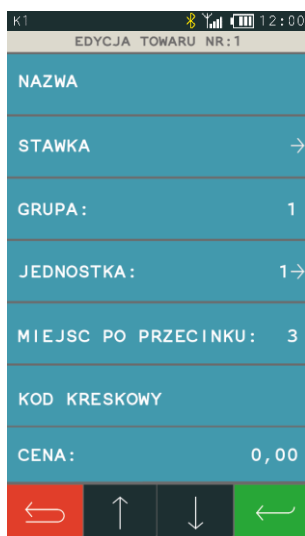 K1 12:00
EDYCJA TOWARU NR:1
NAZWA
STAWKA →
GRUPA: 1
JEDNOSTKA: 1→
MIEJSC PO PRZECINKU: 3
KOD KRESKOWY
CENA: 0,00